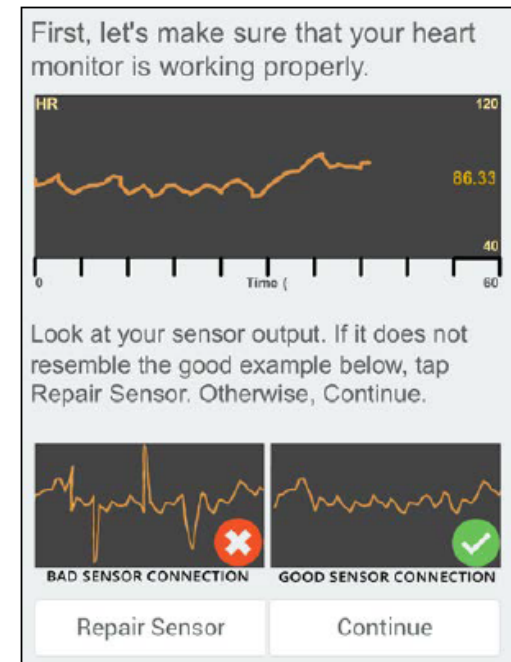 First, let's make sure that your heart
monitor is working properly.
HR 120
86.33
40
0 Time ( 60
Look at your sensor output. If it does not
resemble the good example below, tap
Repair Sensor. Otherwise, Continue.
BAD SENSOR CONNECTION GOOD SENSOR CONNECTION
Repair Sensor Continue